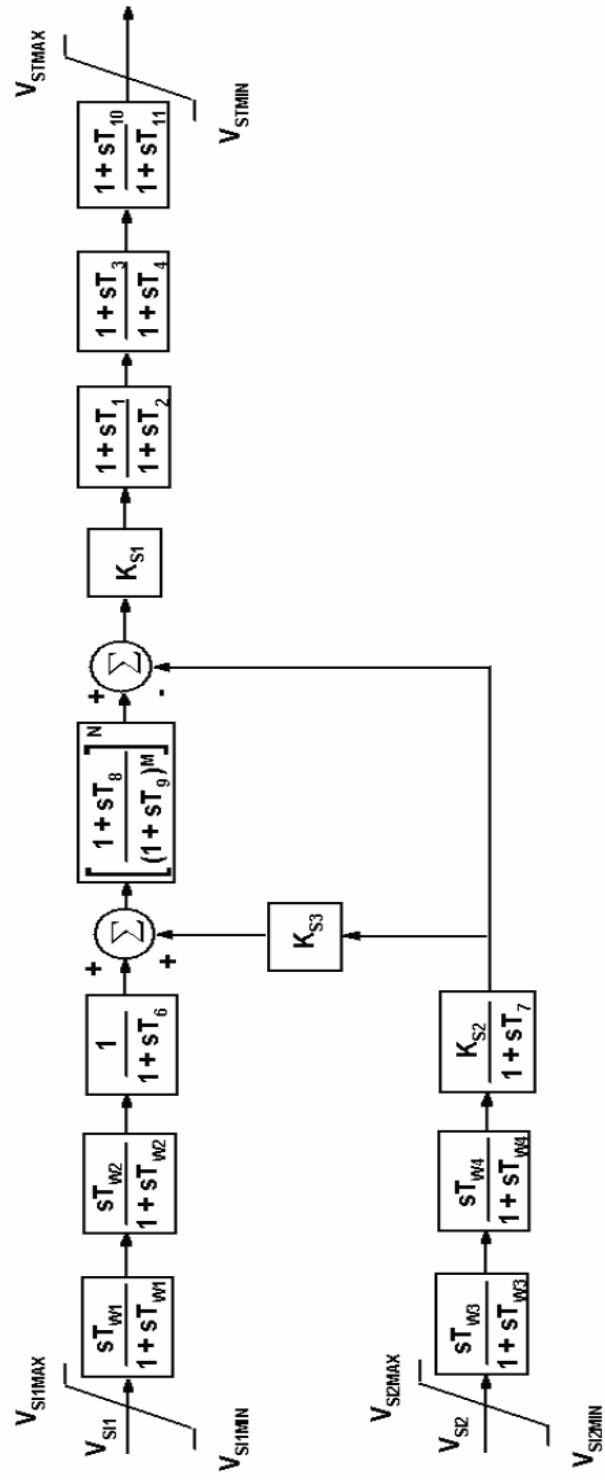 V_SI1MAX
V_SI1
V_SI1MIN
sT_W1
1 + sT_W1
sT_W2
1 + sT_W2
1
1 + sT_6
+
Σ
+
[ 1 + sT_8 ]^N
(1 + sT_9)^M
+
Σ
-
K_S1
1 + sT_1
1 + sT_2
1 + sT_3
1 + sT_4
1 + sT_10
1 + sT_11
V_STMAX
V_STMIN
K_S3
V_SI2MAX
V_SI2
V_SI2MIN
sT_W3
1 + sT_W3
sT_W4
1 + sT_W4
K_S2
1 + sT_7